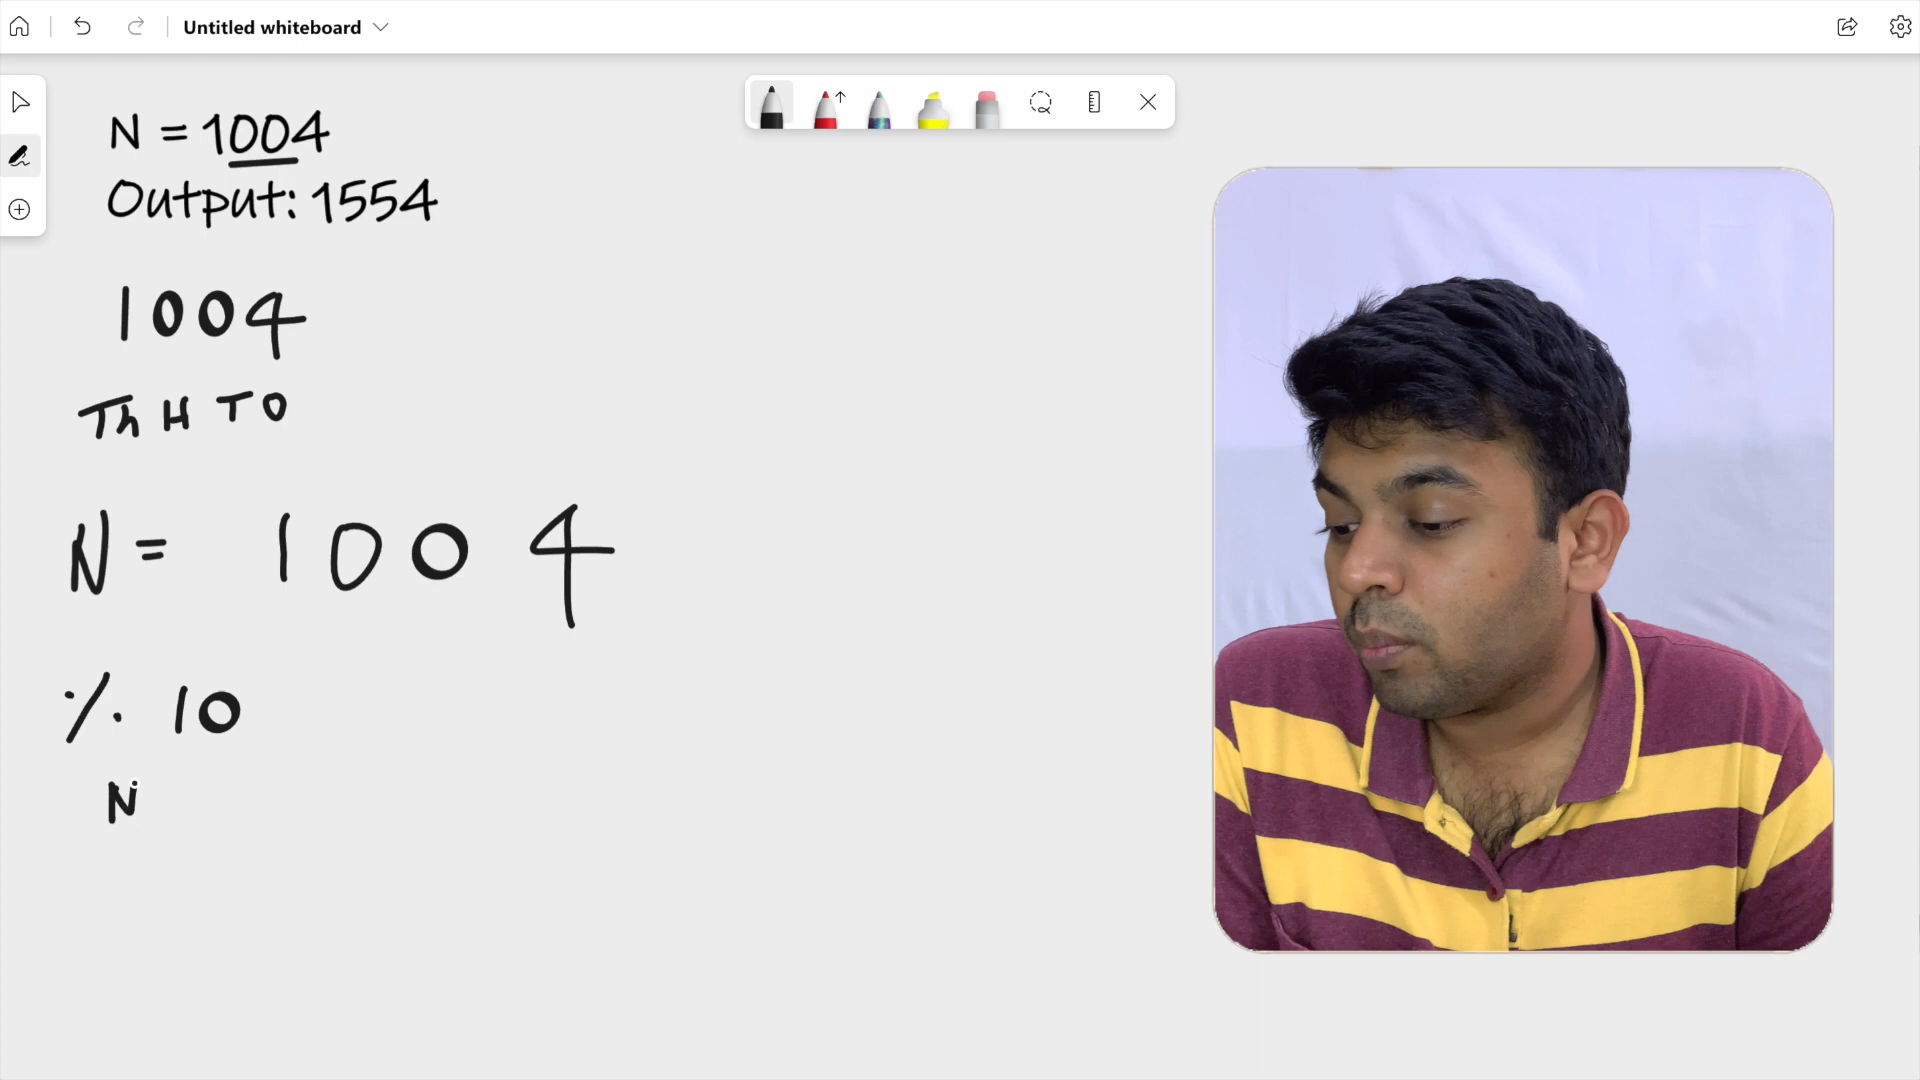 Untitled whiteboard
N = 1004
Output: 1554
1004
Th H T O
N = 1 0 0 4
% 10
N